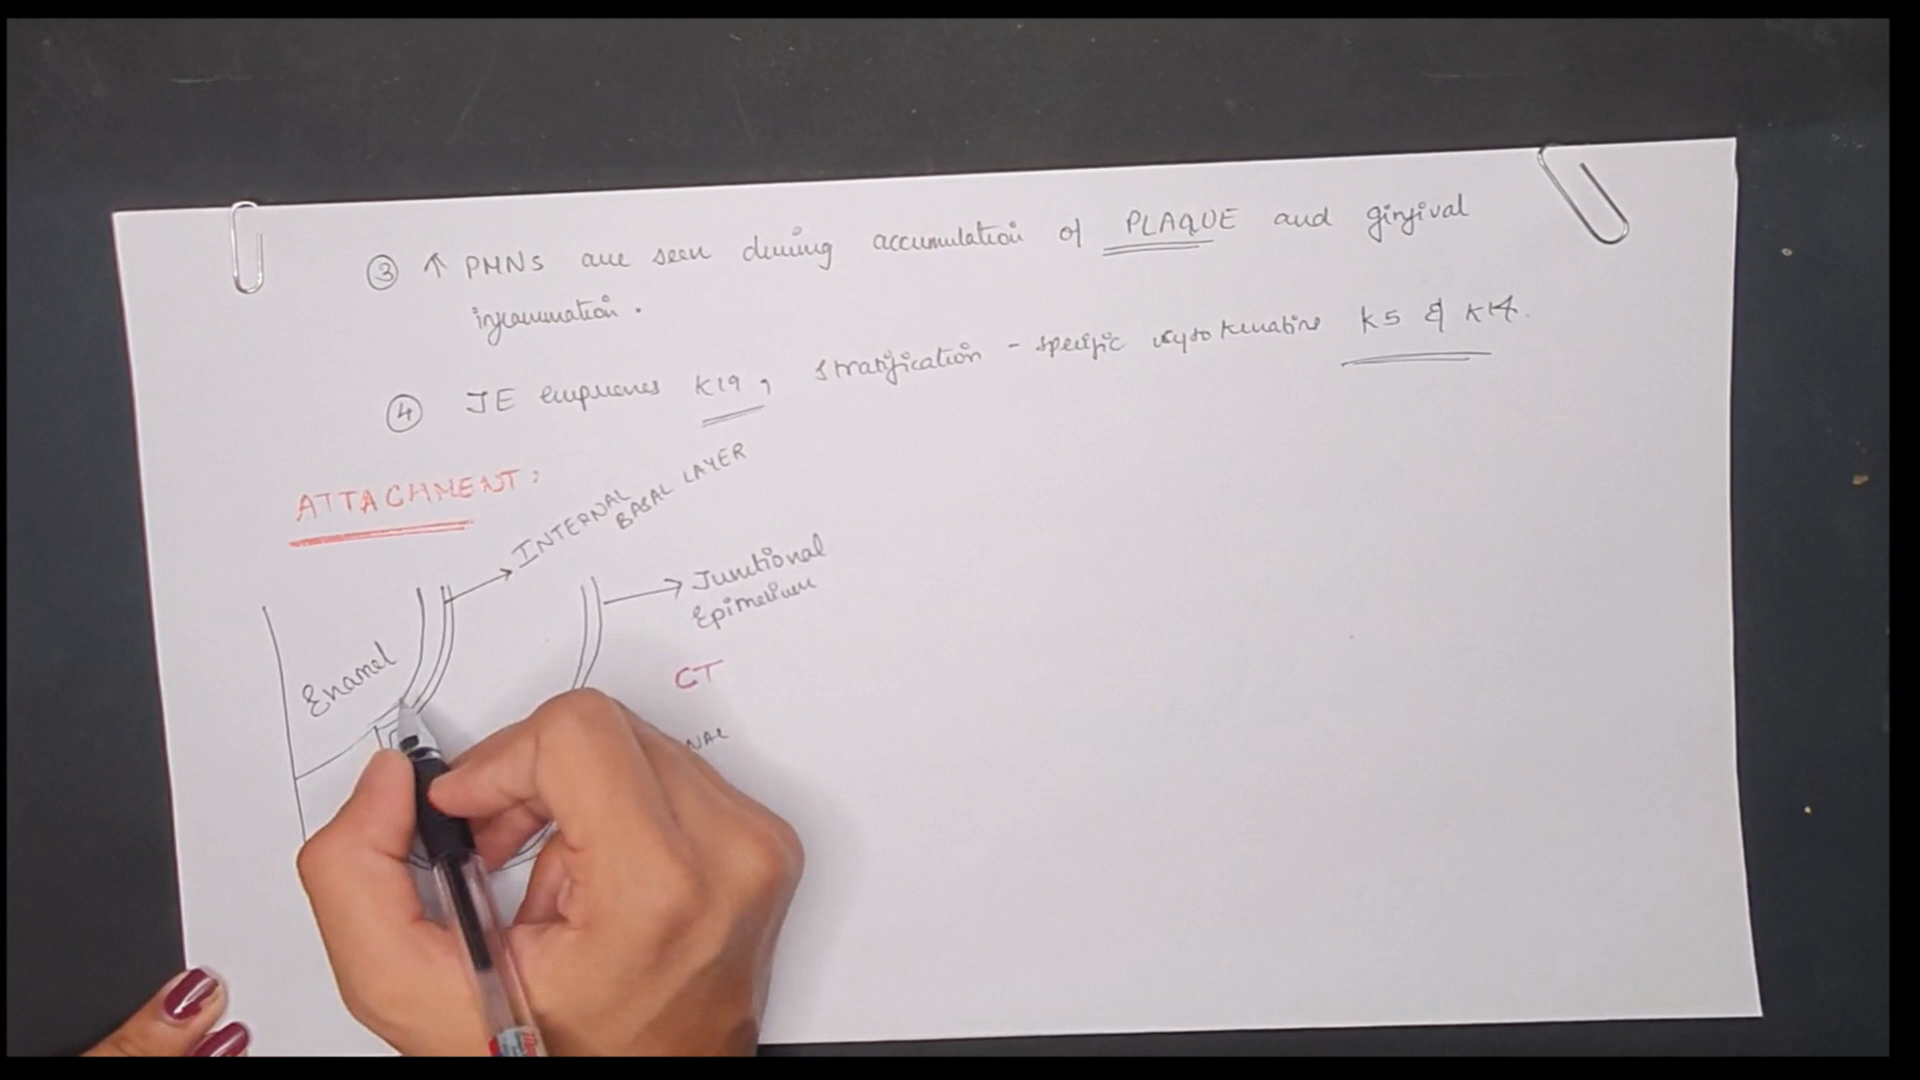 ③ ↑ PMNs are seen during accumulation of PLAQUE and gingival
inflammation.
④ JE expresses K19, stratification - specific cytokeratins K5 & K14.
ATTACHMENT:
INTERNAL
BASAL LAYER
Junctional
Epithelium
Enamel
CT
NAL